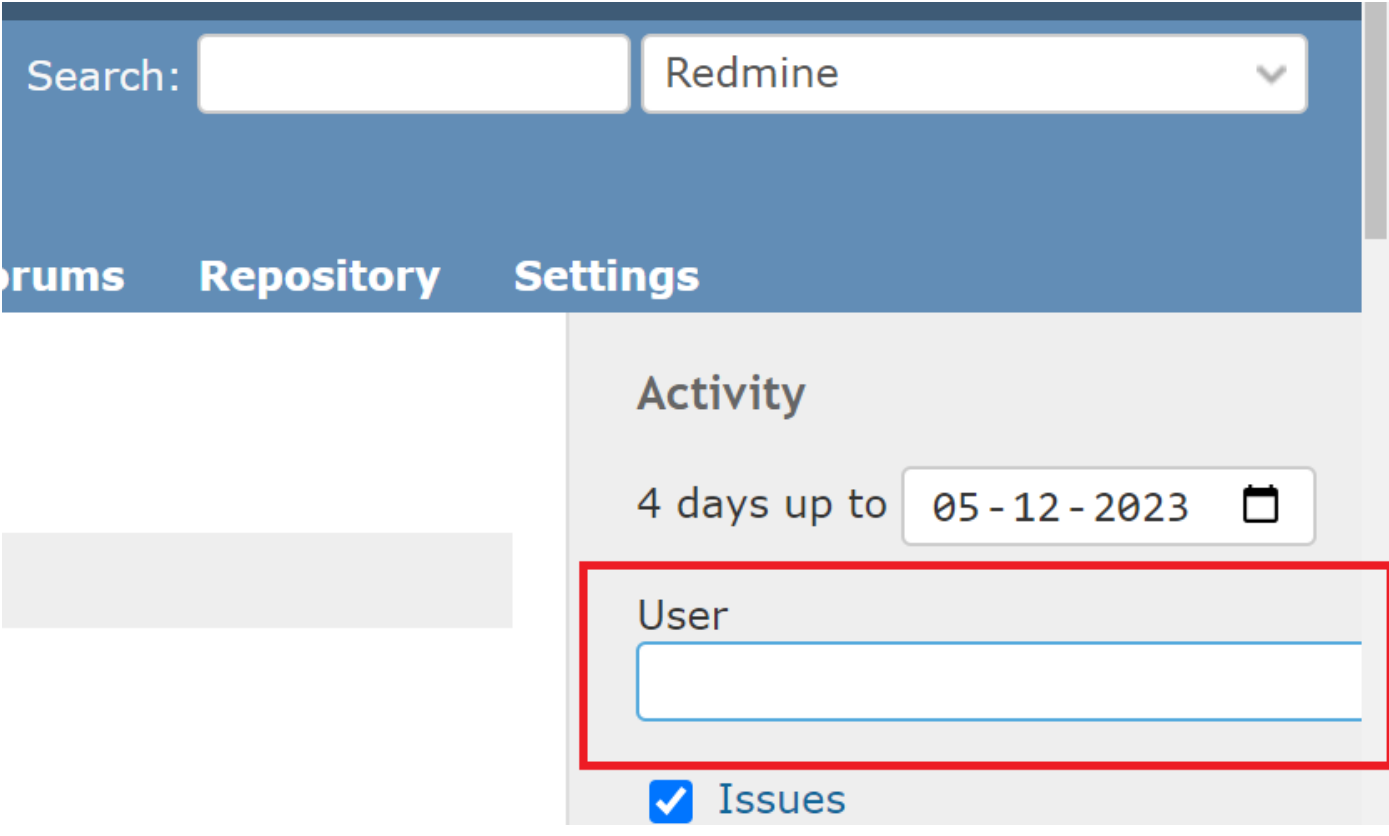 Search: Redmine
orums Repository Settings
Activity
4 days up to 05-12-2023
User
Issues